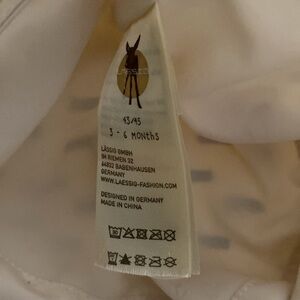 LÄSSIG
43/45
3 - 6 MONTHS
LÄSSIG GMBH
IM RIEMEN 32
64832 BABENHAUSEN
GERMANY
WWW.LAESSIG-FASHION.COM
DESIGNED IN GERMANY
MADE IN CHINA